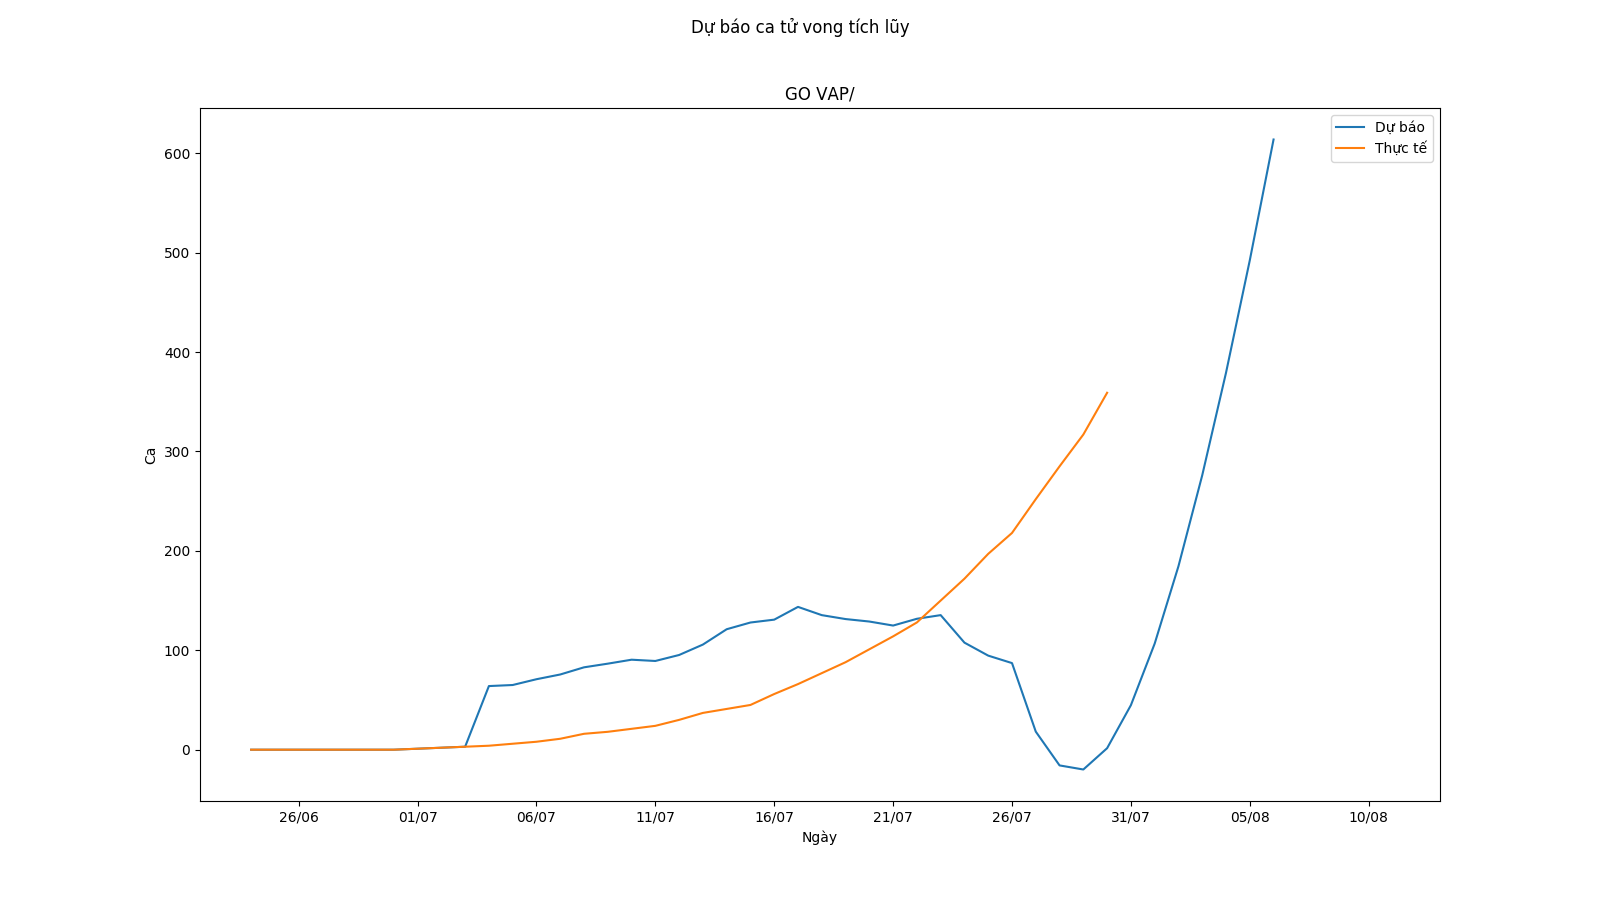 Dự báo ca tử vong tích lũy
GO VAP/
Dự báo
Thực tế
600
500
400
300
200
100
0
Ca
26/06
01/07
06/07
11/07
16/07
21/07
26/07
31/07
05/08
10/08
Ngày